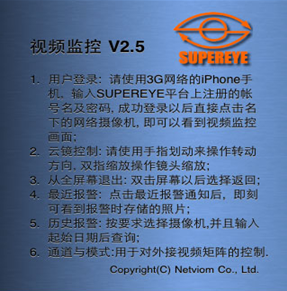 视频监控 V2.5
SUPEREYE
1. 用户登录: 请使用3G网络的iPhone手
机, 输入SUPEREYE平台上注册的帐
号名及密码, 成功登录以后直接点击名
下的网络摄像机, 即可以看到视频监控
画面;
2. 云镜控制: 请使用手指划动来操作转动
方向, 双指缩放操作镜头缩放;
3. 从全屏幕退出: 双击屏幕以后选择返回;
4. 最近报警: 点击最近报警通知后, 即刻
可看到报警时存储的照片;
5. 历史报警: 按要求选择摄像机,并且输入
起始日期后查询;
6. 通道与模式:用于对外接视频矩阵的控制.
Copyright(C) Netviom Co., Ltd.